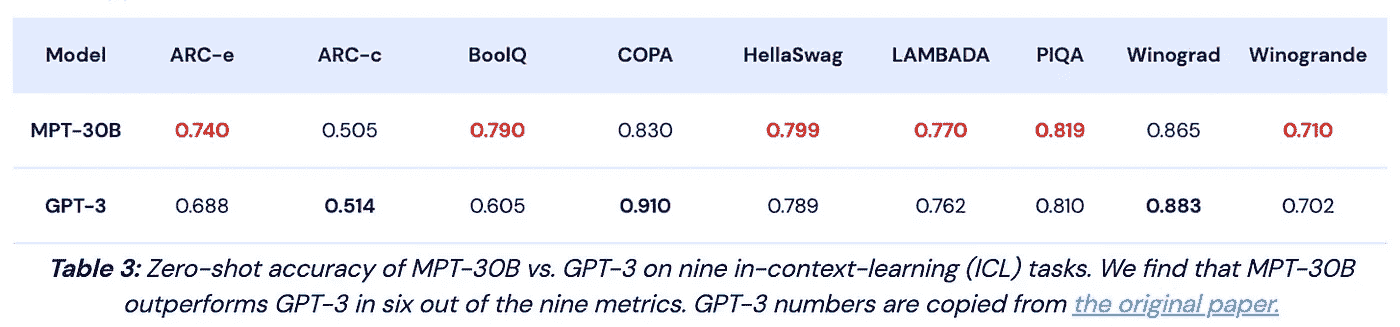 Model ARC-e ARC-c BoolQ COPA HellaSwag LAMBADA PIQA Winograd Winogrande
MPT-30B 0.740 0.505 0.790 0.830 0.799 0.770 0.819 0.865 0.710
GPT-3 0.688 0.514 0.605 0.910 0.789 0.762 0.810 0.883 0.702
Table 3: Zero-shot accuracy of MPT-30B vs. GPT-3 on nine in-context-learning (ICL) tasks. We find that MPT-30B
outperforms GPT-3 in six out of the nine metrics. GPT-3 numbers are copied from the original paper.